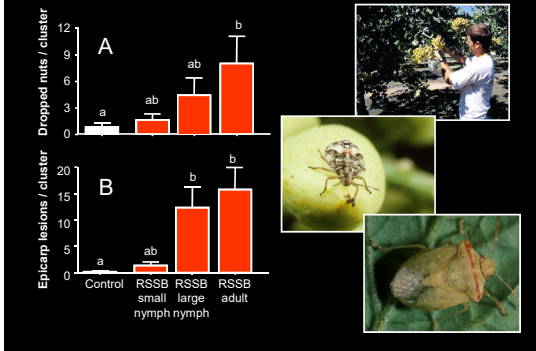 Dropped nuts / cluster
12
9
6
3
0
A
a
ab
ab
b
Epicarp lesions / cluster
20
15
10
5
0
B
a
ab
b
b
Control
RSSB
small
nymph
RSSB
large
nymph
RSSB
adult